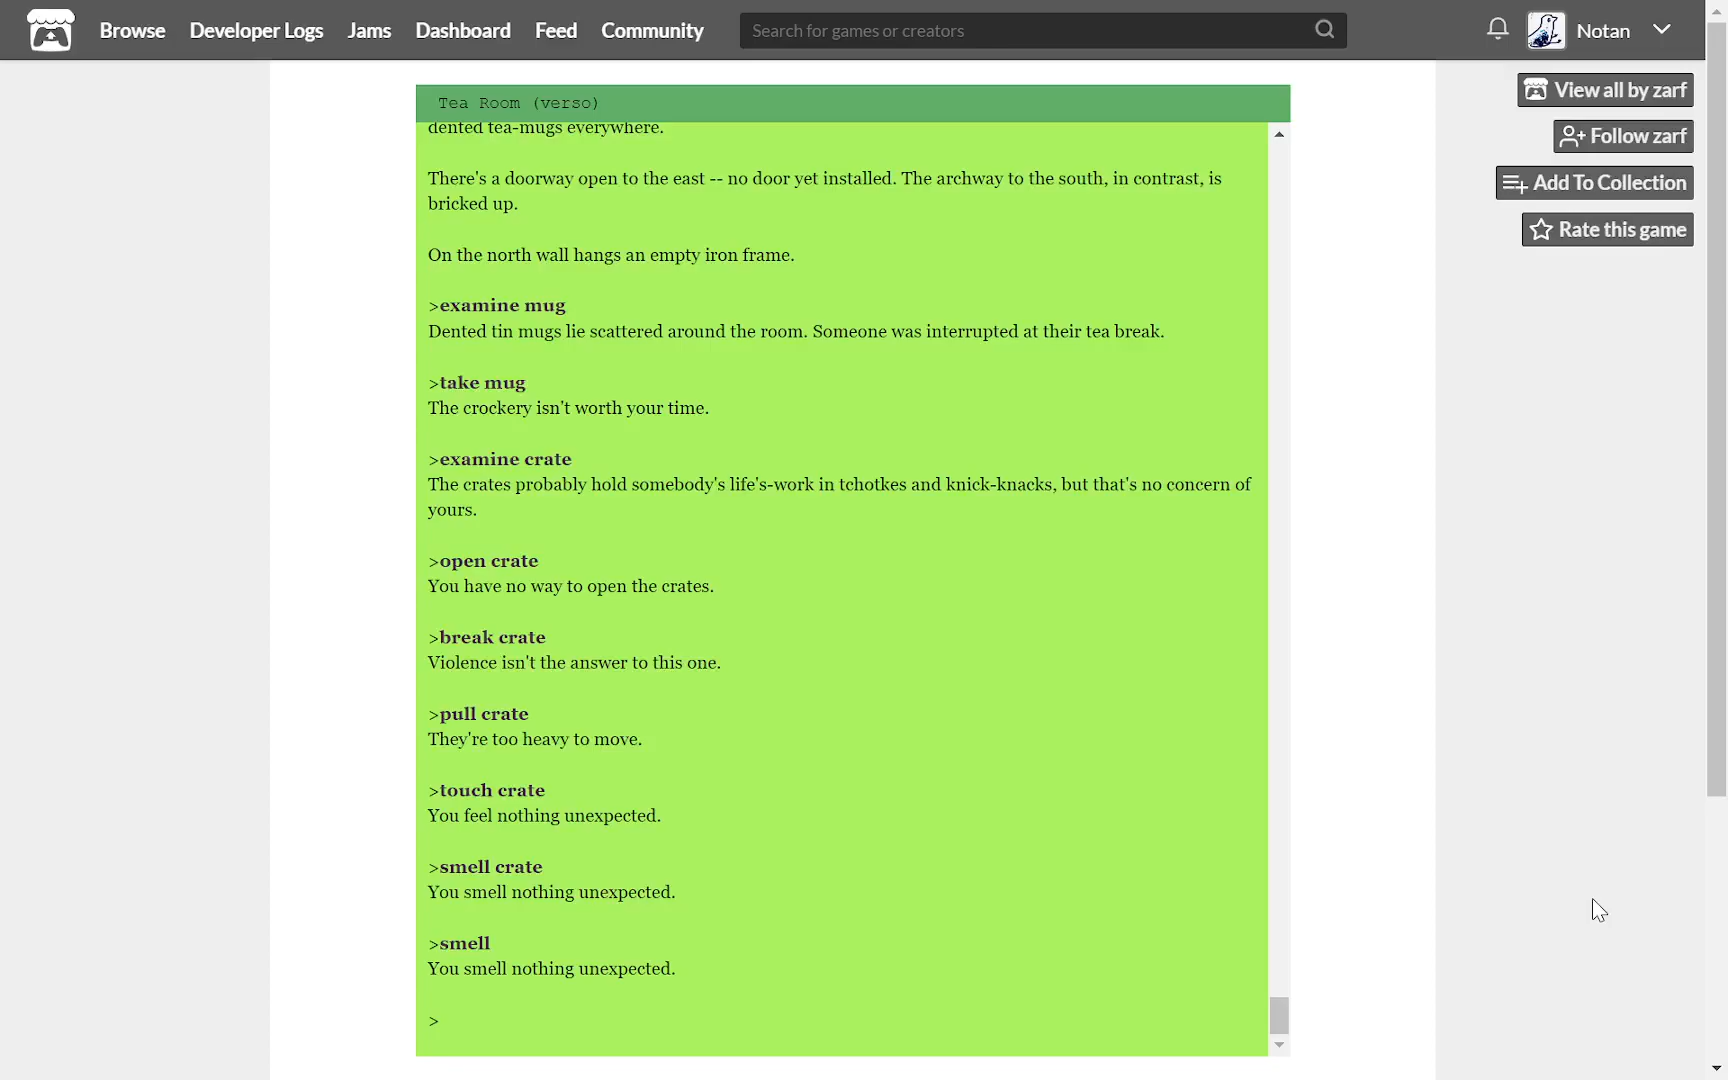 Browse Developer Logs Jams Dashboard Feed Community Search for games or creators Notan
View all by zarf
Follow zarf
Add To Collection
Rate this game
Tea Room (verso)
dented tea-mugs everywhere.
There's a doorway open to the east -- no door yet installed. The archway to the south, in contrast, is
bricked up.
On the north wall hangs an empty iron frame.
>examine mug
Dented tin mugs lie scattered around the room. Someone was interrupted at their tea break.
>take mug
The crockery isn't worth your time.
>examine crate
The crates probably hold somebody's life's-work in tchotkes and knick-knacks, but that's no concern of
yours.
>open crate
You have no way to open the crates.
>break crate
Violence isn't the answer to this one.
>pull crate
They're too heavy to move.
>touch crate
You feel nothing unexpected.
>smell crate
You smell nothing unexpected.
>smell
You smell nothing unexpected.
>